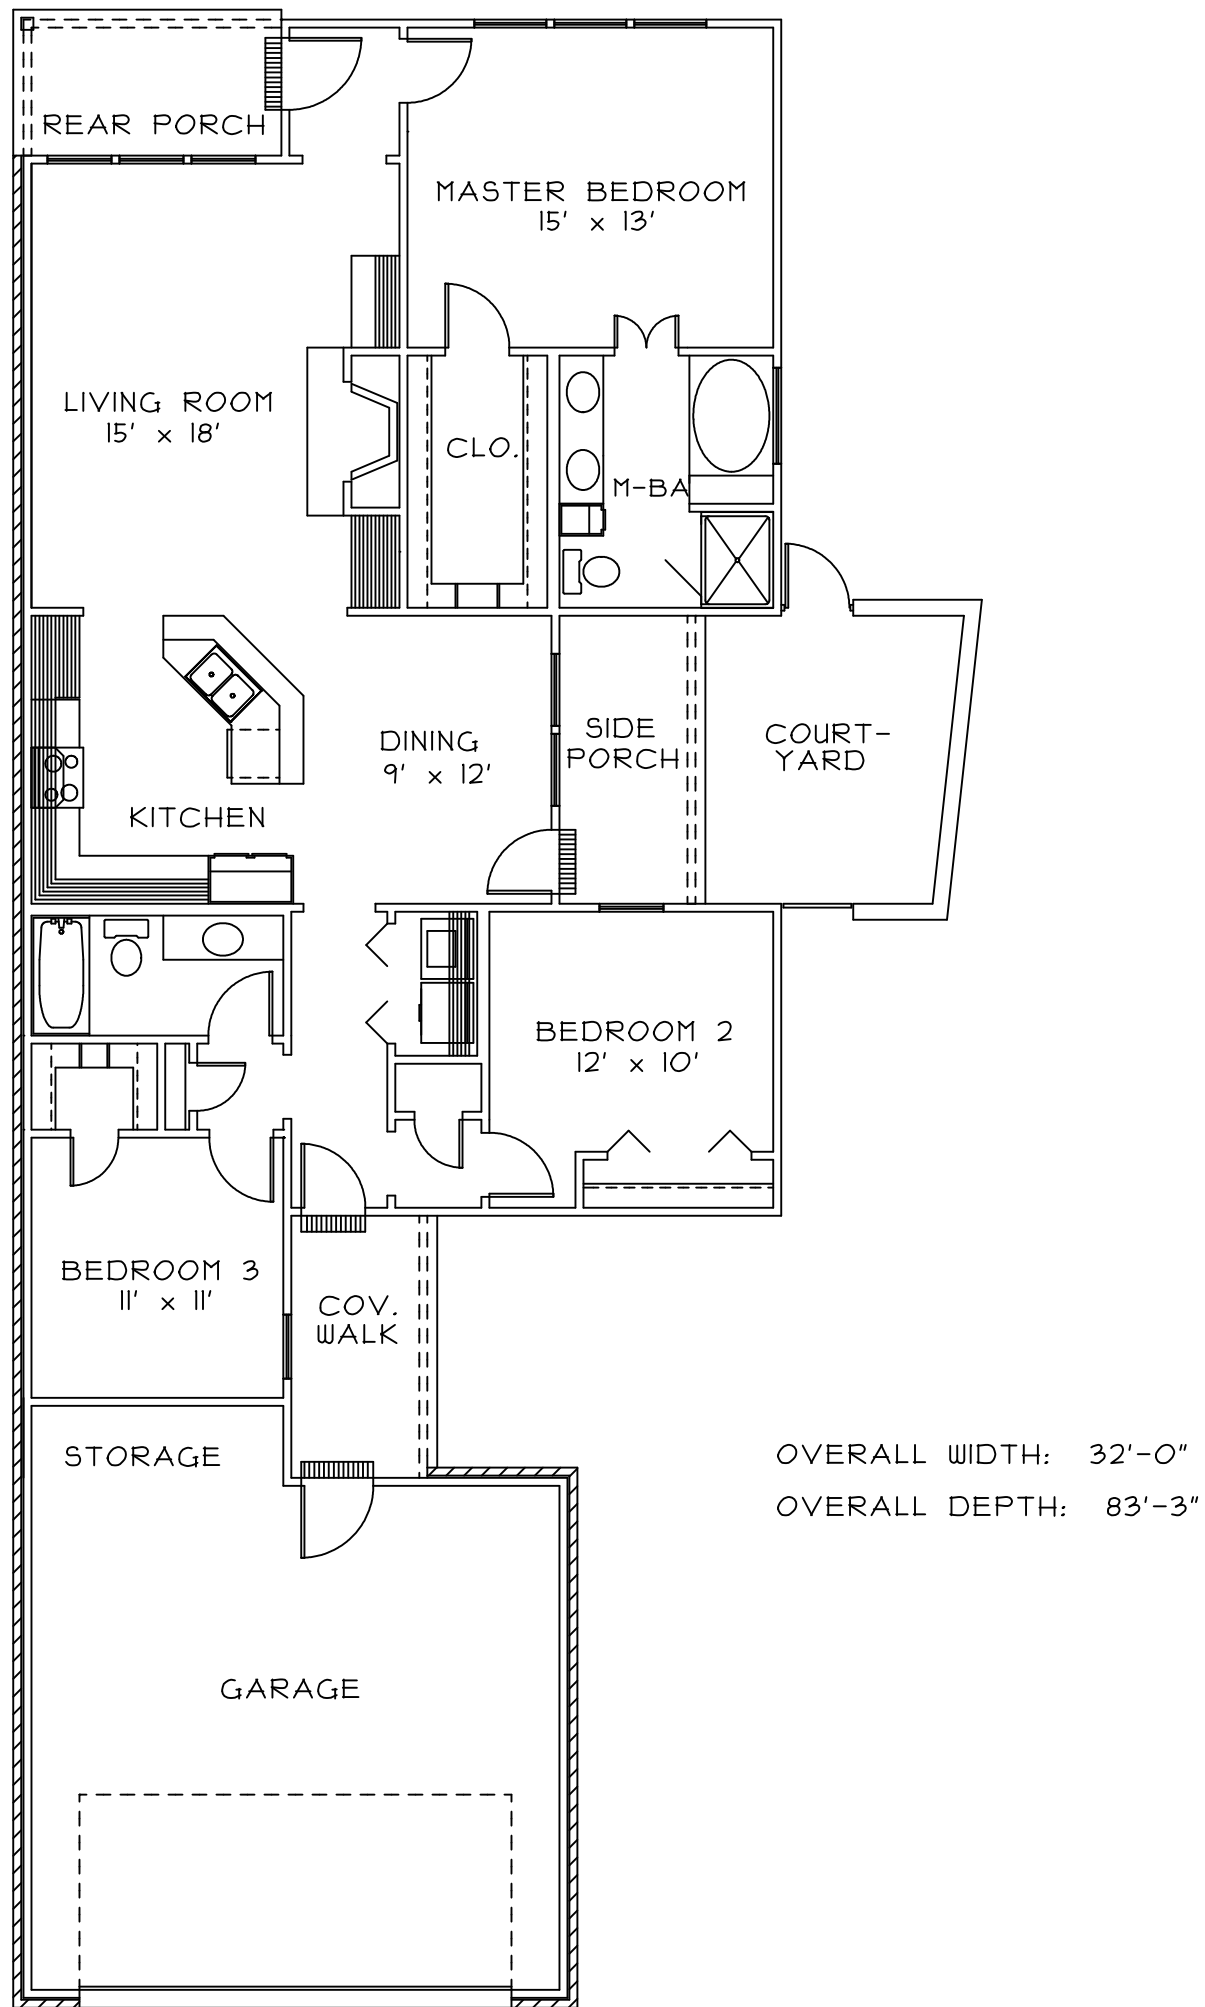 REAR PORCH
MASTER BEDROOM
15' x 13'
LIVING ROOM
15' x 18'
CLO.
M-BA
SIDE
PORCH
COURT-
YARD
DINING
9' x 12'
KITCHEN
BEDROOM 2
12' x 10'
BEDROOM 3
11' x 11'
COV.
WALK
STORAGE
OVERALL WIDTH: 32'-0"
OVERALL DEPTH: 83'-3"
GARAGE